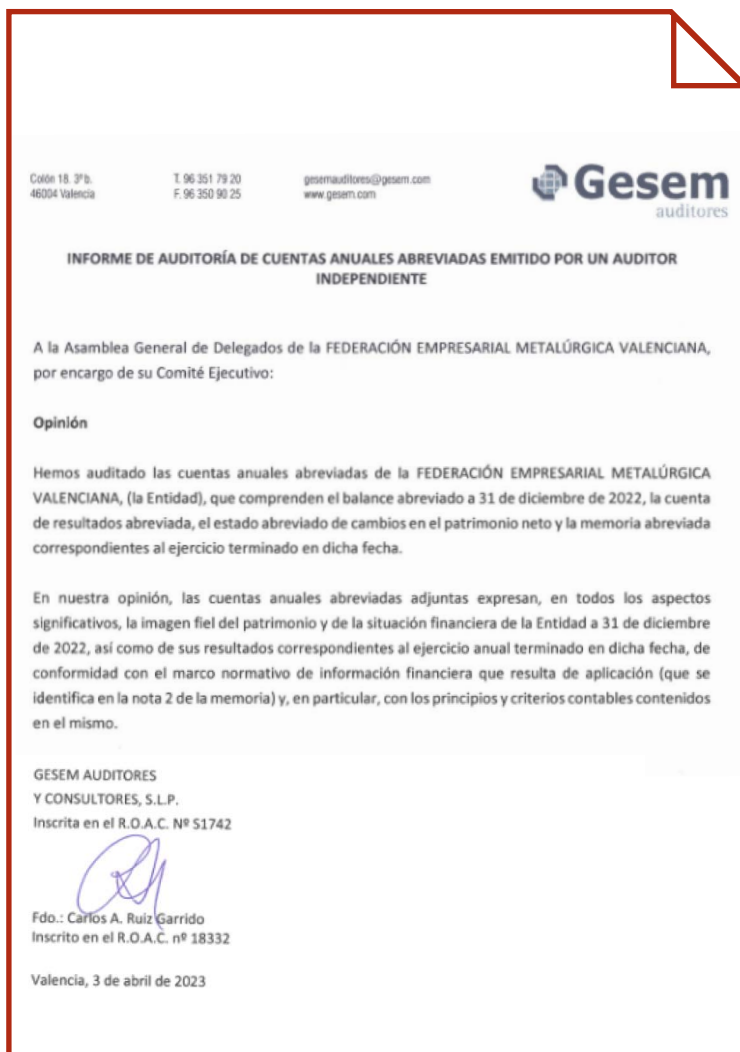 Colón 18. 3º b.
46004 Valencia
T. 96 351 79 20
F. 96 350 90 25
gesemauditores@gesem.com
www.gesem.com
Gesem
auditores
INFORME DE AUDITORÍA DE CUENTAS ANUALES ABREVIADAS EMITIDO POR UN AUDITOR
INDEPENDIENTE
A la Asamblea General de Delegados de la FEDERACIÓN EMPRESARIAL METALÚRGICA VALENCIANA,
por encargo de su Comité Ejecutivo:
Opinión
Hemos auditado las cuentas anuales abreviadas de la FEDERACIÓN EMPRESARIAL METALÚRGICA
VALENCIANA, (la Entidad), que comprenden el balance abreviado a 31 de diciembre de 2022, la cuenta
de resultados abreviada, el estado abreviado de cambios en el patrimonio neto y la memoria abreviada
correspondientes al ejercicio terminado en dicha fecha.
En nuestra opinión, las cuentas anuales abreviadas adjuntas expresan, en todos los aspectos
significativos, la imagen fiel del patrimonio y de la situación financiera de la Entidad a 31 de diciembre
de 2022, así como de sus resultados correspondientes al ejercicio anual terminado en dicha fecha, de
conformidad con el marco normativo de información financiera que resulta de aplicación (que se
identifica en la nota 2 de la memoria) y, en particular, con los principios y criterios contables contenidos
en el mismo.
GESEM AUDITORES
Y CONSULTORES, S.L.P.
Inscrita en el R.O.A.C. Nº S1742
Fdo.: Carlos A. Ruiz Garrido
Inscrito en el R.O.A.C. nº 18332
Valencia, 3 de abril de 2023